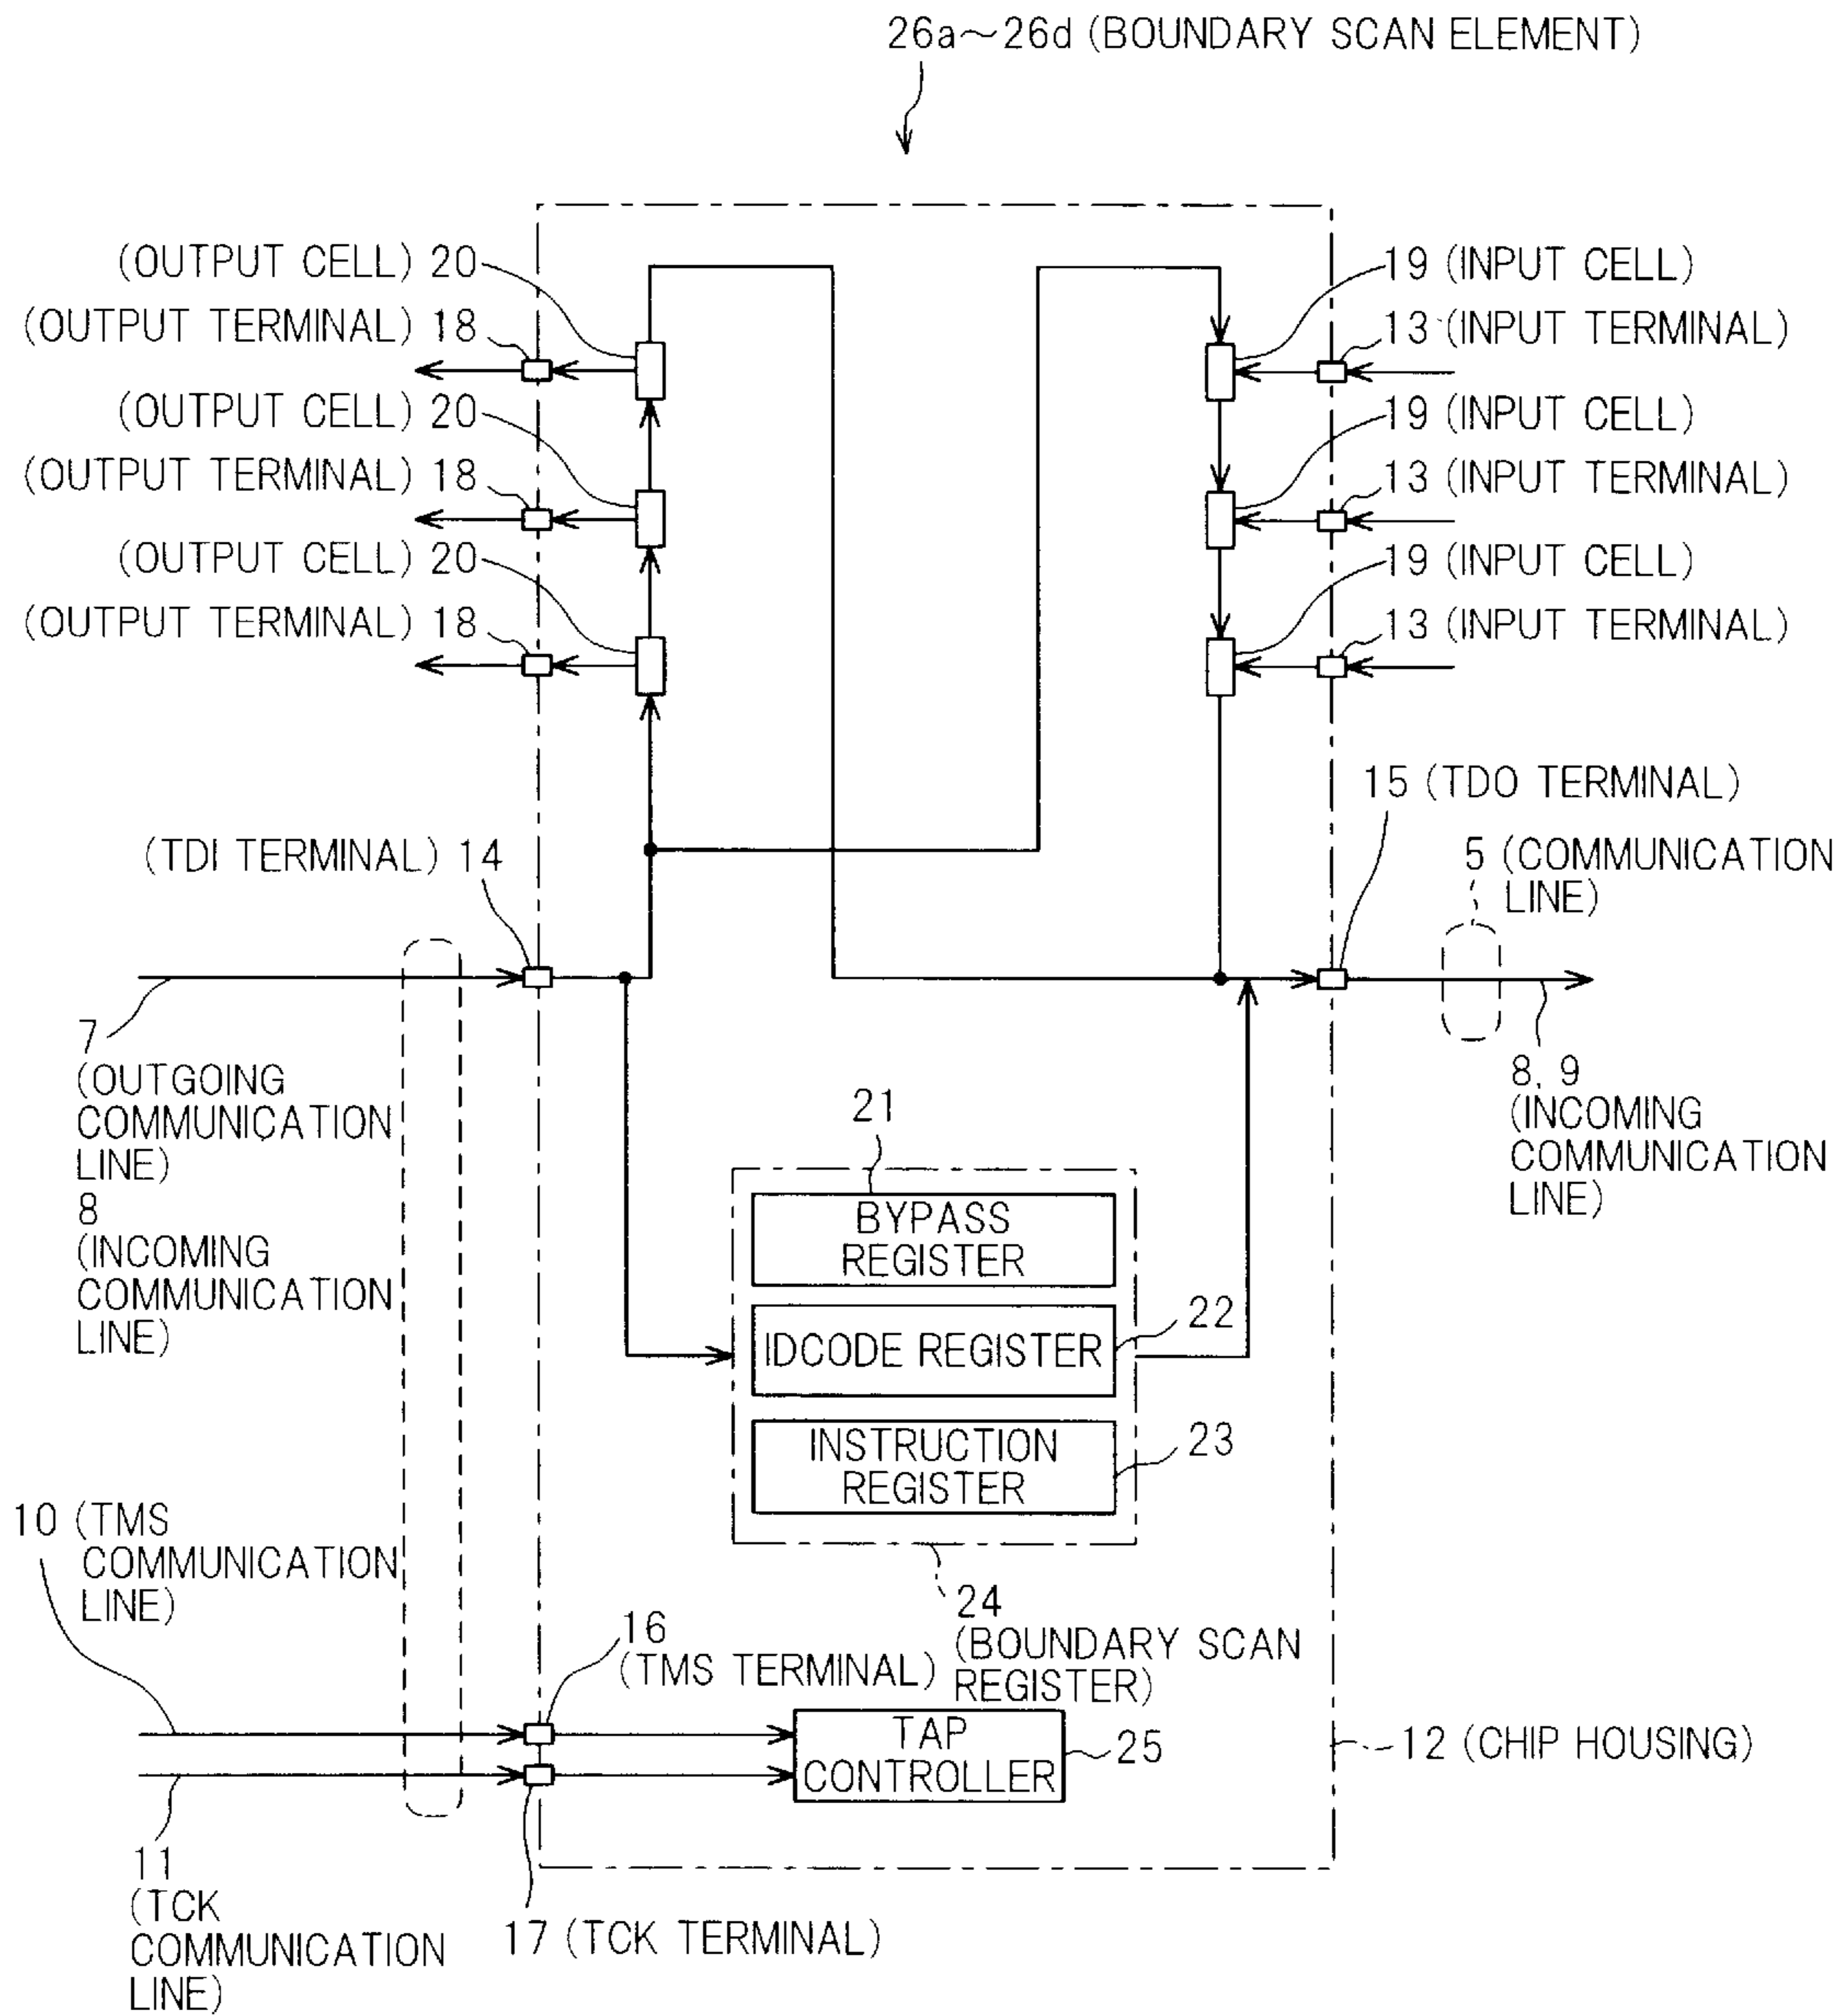 26a～26d (BOUNDARY SCAN ELEMENT)
(OUTPUT CELL) 20
19 (INPUT CELL)
(OUTPUT TERMINAL) 18
13 (INPUT TERMINAL)
(OUTPUT CELL) 20
19 (INPUT CELL)
(OUTPUT TERMINAL) 18
13 (INPUT TERMINAL)
(OUTPUT CELL) 20
19 (INPUT CELL)
(OUTPUT TERMINAL) 18
13 (INPUT TERMINAL)
15 (TDO TERMINAL)
(TDI TERMINAL) 14
5 (COMMUNICATION
LINE)
7
(OUTGOING
COMMUNICATION
LINE)
8
(INCOMING
COMMUNICATION
LINE)
8, 9
(INCOMING
COMMUNICATION
LINE)
21
BYPASS
REGISTER
IDCODE REGISTER
22
INSTRUCTION
REGISTER
23
24
(BOUNDARY SCAN
REGISTER)
10 (TMS
COMMUNICATION
LINE)
16
(TMS TERMINAL)
TAP
CONTROLLER
25
12 (CHIP HOUSING)
11
(TCK
COMMUNICATION
LINE)
17 (TCK TERMINAL)